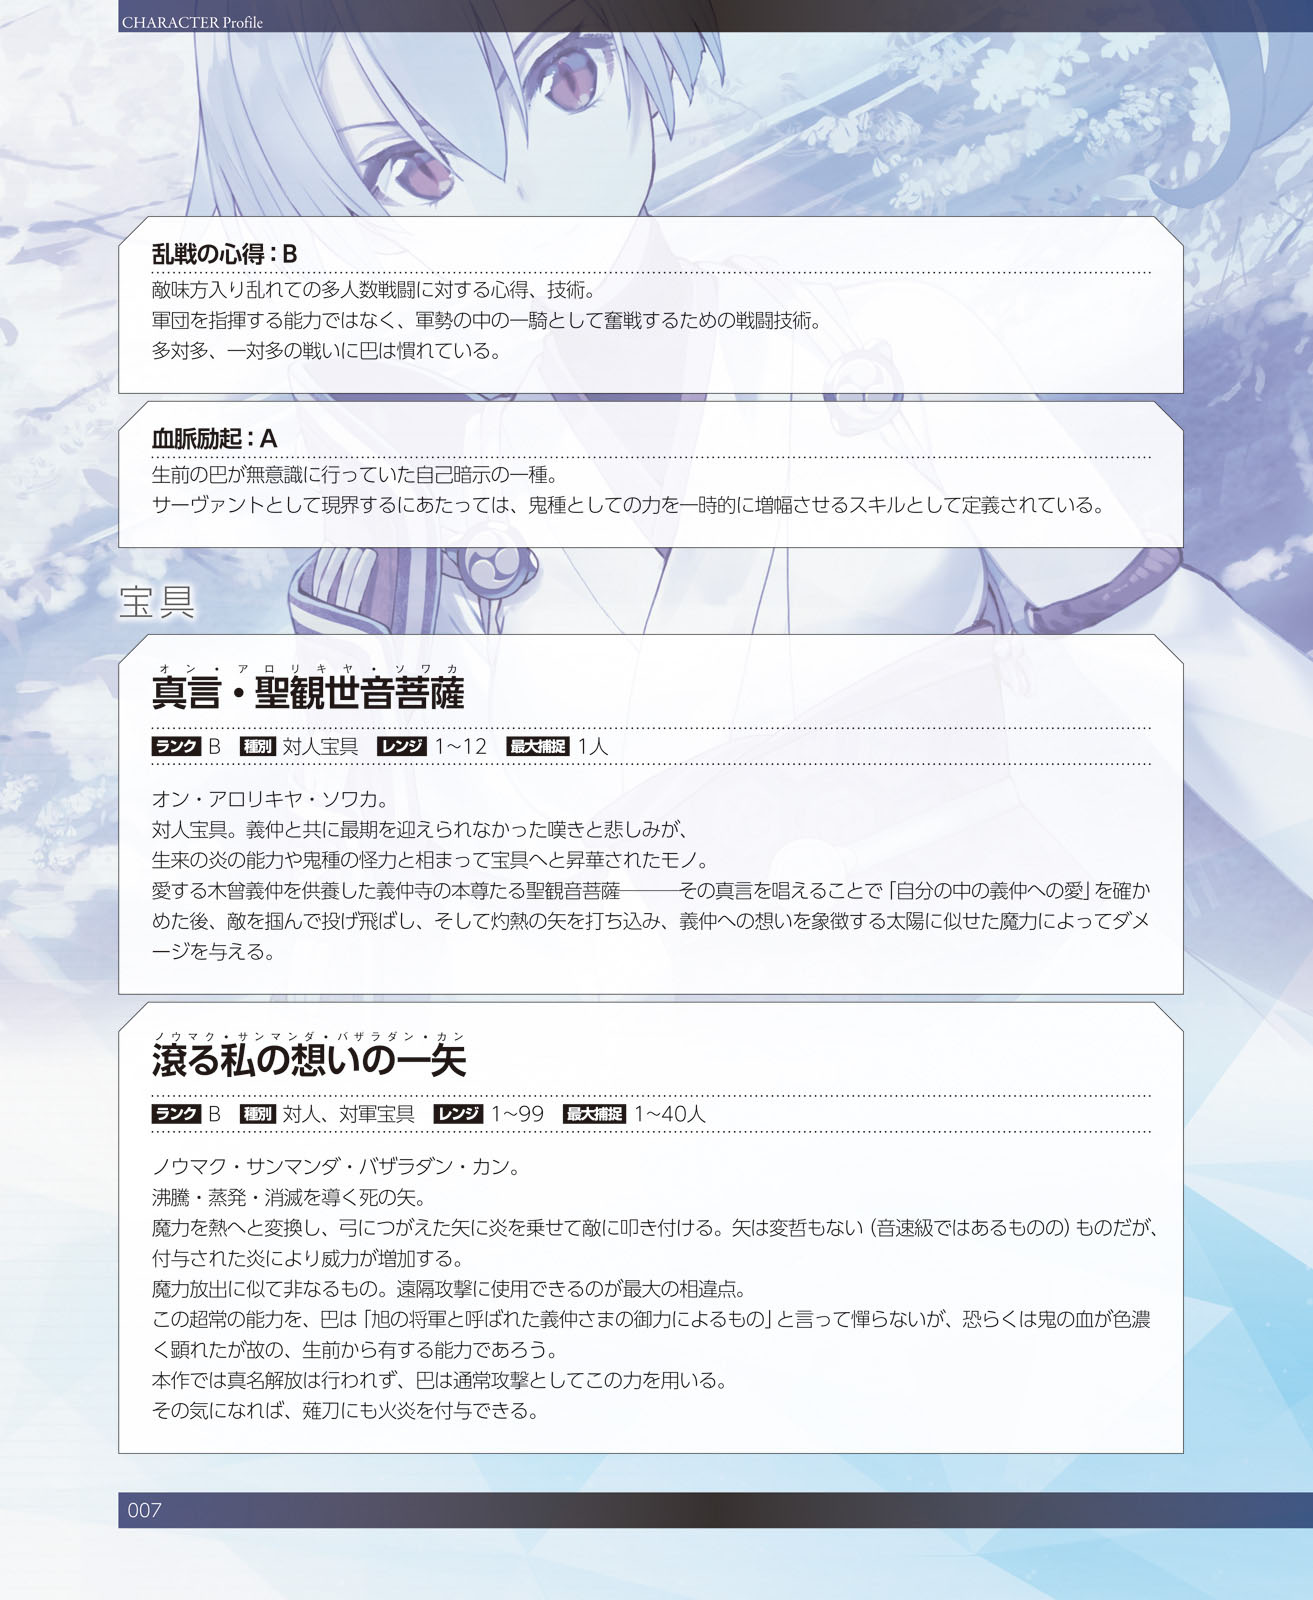 CHARACTER Profile
乱戦の心得：B
敵味方入り乱れての多人数戦闘に対する心得、技術。
軍団を指揮する能力ではなく、軍勢の中の一騎として奮戦するための戦闘技術。
多対多、一対多の戦いに巴は慣れている。
血脈励起：A
生前の巴が無意識に行っていた自己暗示の一種。
サーヴァントとして現界するにあたっては、鬼種としての力を一時的に増幅させるスキルとして定義されている。
宝具
オン・アロリキヤ・ソワカ
真言・聖観世音菩薩
ランク B 種別 対人宝具 レンジ 1〜12 最大捕捉 1人
オン・アロリキヤ・ソワカ。
対人宝具。義仲と共に最期を迎えられなかった嘆きと悲しみが、
生来の炎の能力や鬼種の怪力と相まって宝具へと昇華されたモノ。
愛する木曾義仲を供養した義仲寺の本尊たる聖観音菩薩───その真言を唱えることで「自分の中の義仲への愛」を確か
めた後、敵を掴んで投げ飛ばし、そして灼熱の矢を打ち込み、義仲への想いを象徴する太陽に似せた魔力によってダメ
ージを与える。
ノウマク・サンマンダ・バザラダン・カン
滾る私の想いの一矢
ランク B 種別 対人、対軍宝具 レンジ 1〜99 最大捕捉 1〜40人
ノウマク・サンマンダ・バザラダン・カン。
沸騰・蒸発・消滅を導く死の矢。
魔力を熱へと変換し、弓につがえた矢に炎を乗せて敵に叩き付ける。矢は変哲もない（音速級ではあるものの）ものだが、
付与された炎により威力が増加する。
魔力放出に似て非なるもの。遠隔攻撃に使用できるのが最大の相違点。
この超常の能力を、巴は「旭の将軍と呼ばれた義仲さまの御力によるもの」と言って憚らないが、恐らくは鬼の血が色濃
く顕れたが故の、生前から有する能力であろう。
本作では真名解放は行われず、巴は通常攻撃としてこの力を用いる。
その気になれば、薙刀にも火炎を付与できる。
007